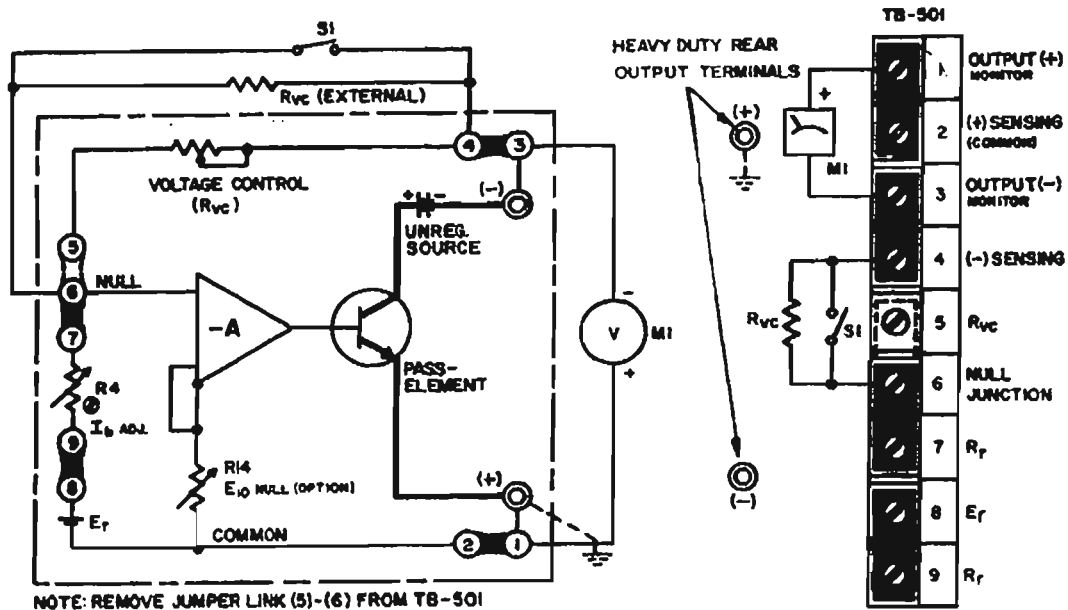 S1
RVC (EXTERNAL)
4
3
VOLTAGE CONTROL
(RVC)
+
-
(-)
UNREG.
SOURCE
5
6
NULL
7
-A
PASS-
ELEMENT
R4
Ib ADJ.
9
8
Er
R14
Eio NULL (OPTION)
COMMON
(+)
2
1
-
V
M1
+
NOTE: REMOVE JUMPER LINK (5)-(6) FROM TB-501
HEAVY DUTY REAR
OUTPUT TERMINALS
(+)
(-)
+
M1
RVC
S1
TB-501
1 OUTPUT (+)
MONITOR
2 (+) SENSING
(COMMON)
3 OUTPUT (-)
MONITOR
4 (-) SENSING
5 RVC
6 NULL
JUNCTION
7 Rr
8 Er
9 Rr